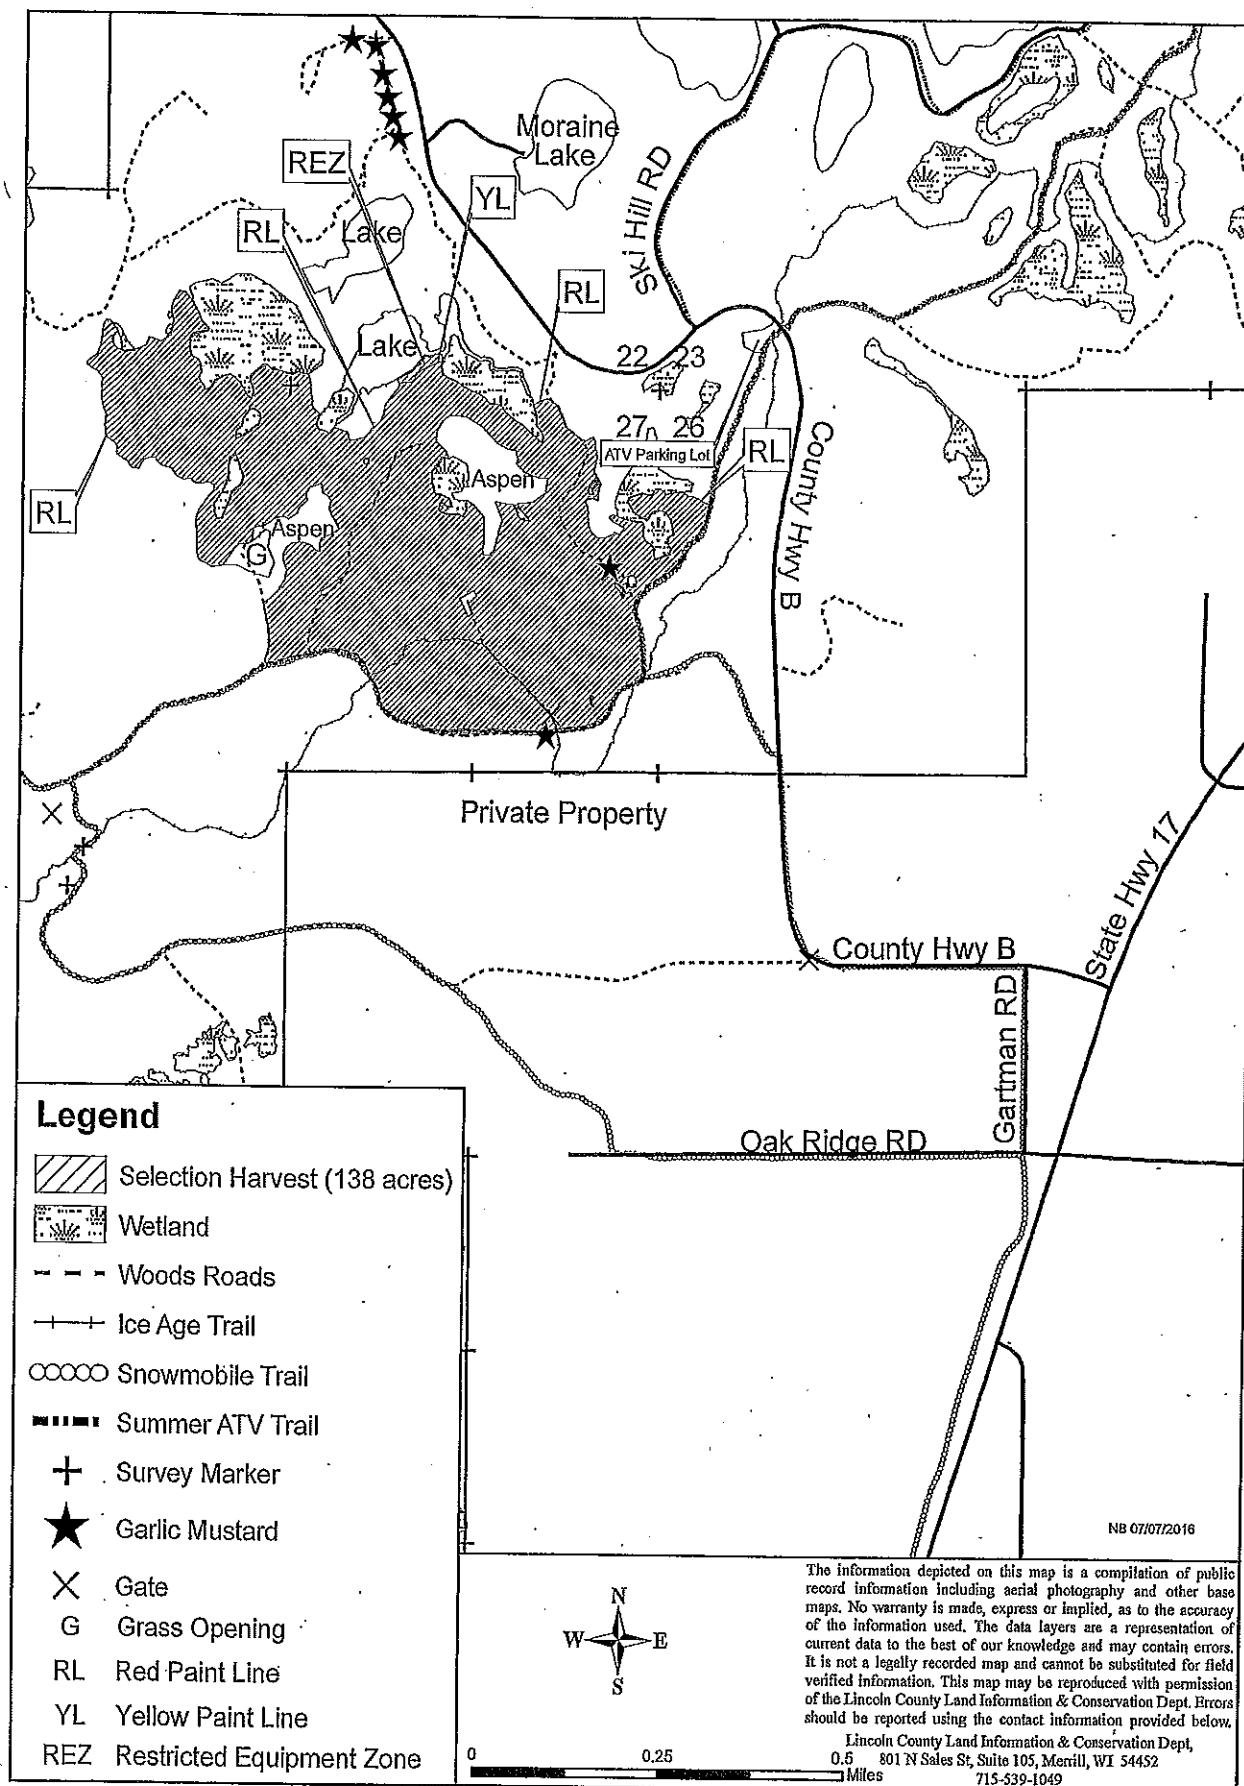 Moraine
Lake
REZ
YL
RL
Lake
Ski Hill RD
RL
Lake
22 23
27 26
ATV Parking Lot
RL
County Hwy B
Aspen
RL
Aspen
G
Private Property
State Hwy 17
County Hwy B
Gartman RD
Oak Ridge RD
Legend
Selection Harvest (138 acres)
Wetland
Woods Roads
Ice Age Trail
Snowmobile Trail
Summer ATV Trail
Survey Marker
Garlic Mustard
Gate
G Grass Opening
RL Red Paint Line
YL Yellow Paint Line
REZ Restricted Equipment Zone
NB 07/07/2016
N
W E
S
0 0.25 0.5
Miles
The information depicted on this map is a compilation of public
record information including aerial photography and other base
maps. No warranty is made, express or implied, as to the accuracy
of the information used. The data layers are a representation of
current data to the best of our knowledge and may contain errors.
It is not a legally recorded map and cannot be substituted for field
verified information. This map may be reproduced with permission
of the Lincoln County Land Information & Conservation Dept. Errors
should be reported using the contact information provided below.
Lincoln County Land Information & Conservation Dept,
801 N Sales St, Suite 105, Merrill, WI 54452
715-539-1049